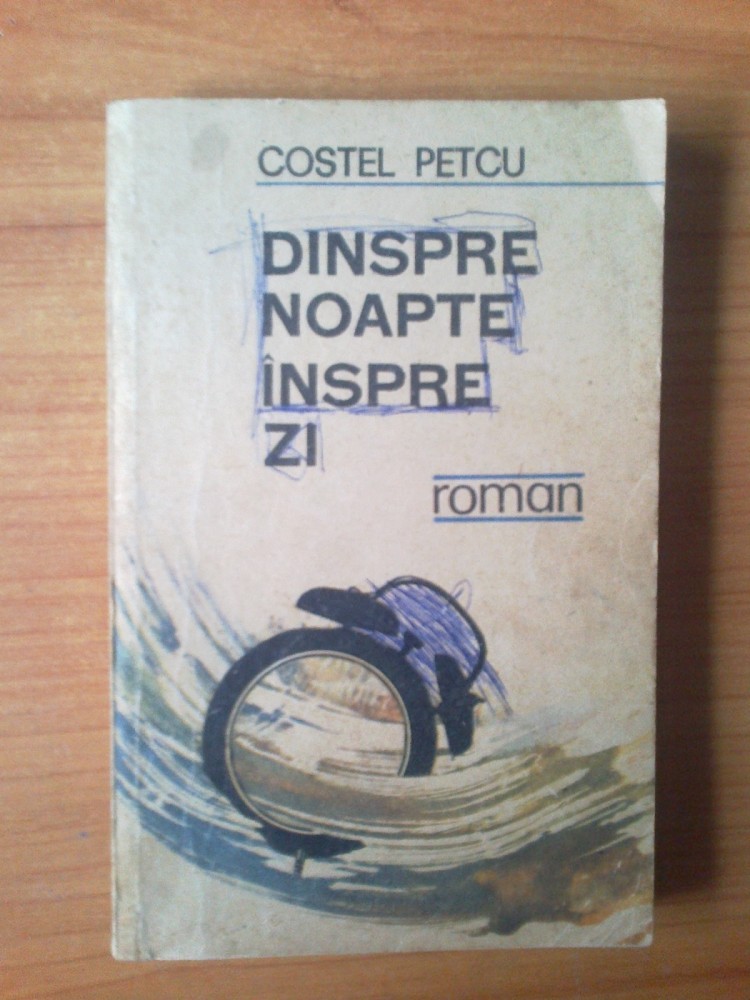 COSTEL PETCU
DINSPRE
NOAPTE
ÎNSPRE
ZI
roman